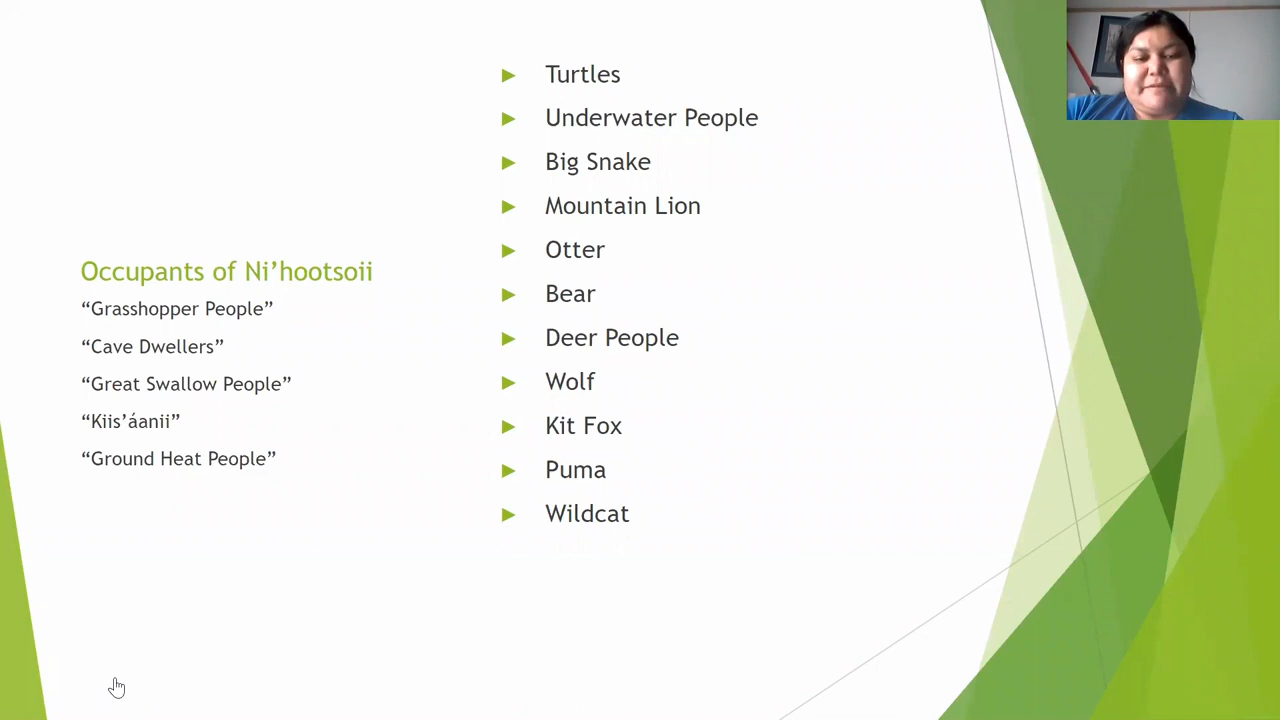 Occupants of Ni’hootsoii
“Grasshopper People”
“Cave Dwellers”
“Great Swallow People”
“Kiis’áanii”
“Ground Heat People”
Turtles
Underwater People
Big Snake
Mountain Lion
Otter
Bear
Deer People
Wolf
Kit Fox
Puma
Wildcat